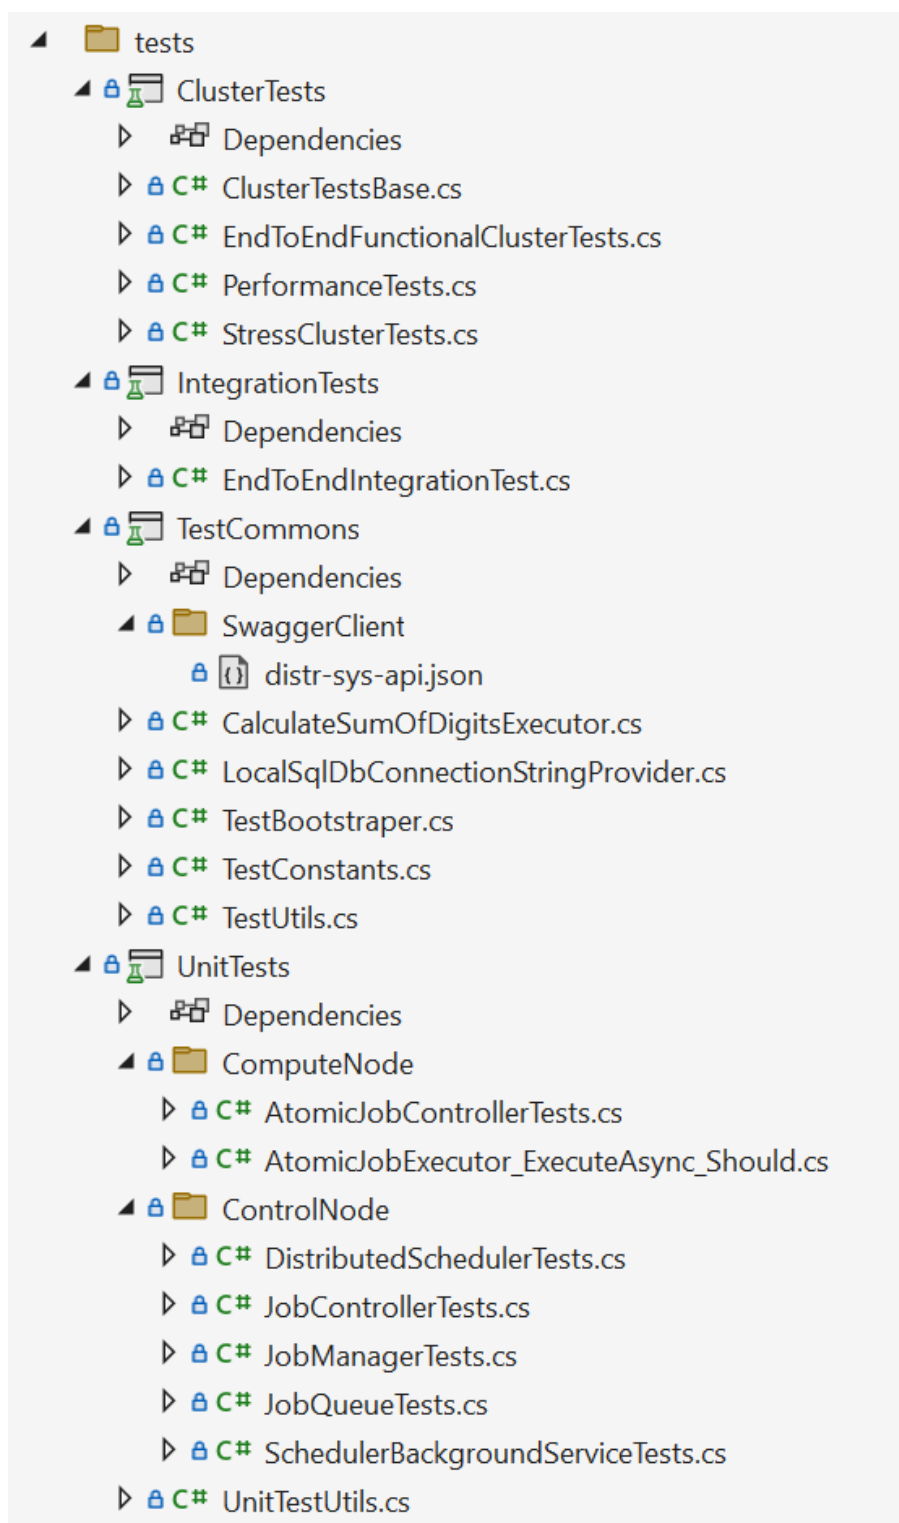 tests
ClusterTests
Dependencies
C# ClusterTestsBase.cs
C# EndToEndFunctionalClusterTests.cs
C# PerformanceTests.cs
C# StressClusterTests.cs
IntegrationTests
Dependencies
C# EndToEndIntegrationTest.cs
TestCommons
Dependencies
SwaggerClient
distr-sys-api.json
C# CalculateSumOfDigitsExecutor.cs
C# LocalSqlDbConnectionStringProvider.cs
C# TestBootstraper.cs
C# TestConstants.cs
C# TestUtils.cs
UnitTests
Dependencies
ComputeNode
C# AtomicJobControllerTests.cs
C# AtomicJobExecutor_ExecuteAsync_Should.cs
ControlNode
C# DistributedSchedulerTests.cs
C# JobControllerTests.cs
C# JobManagerTests.cs
C# JobQueueTests.cs
C# SchedulerBackgroundServiceTests.cs
C# UnitTestUtils.cs